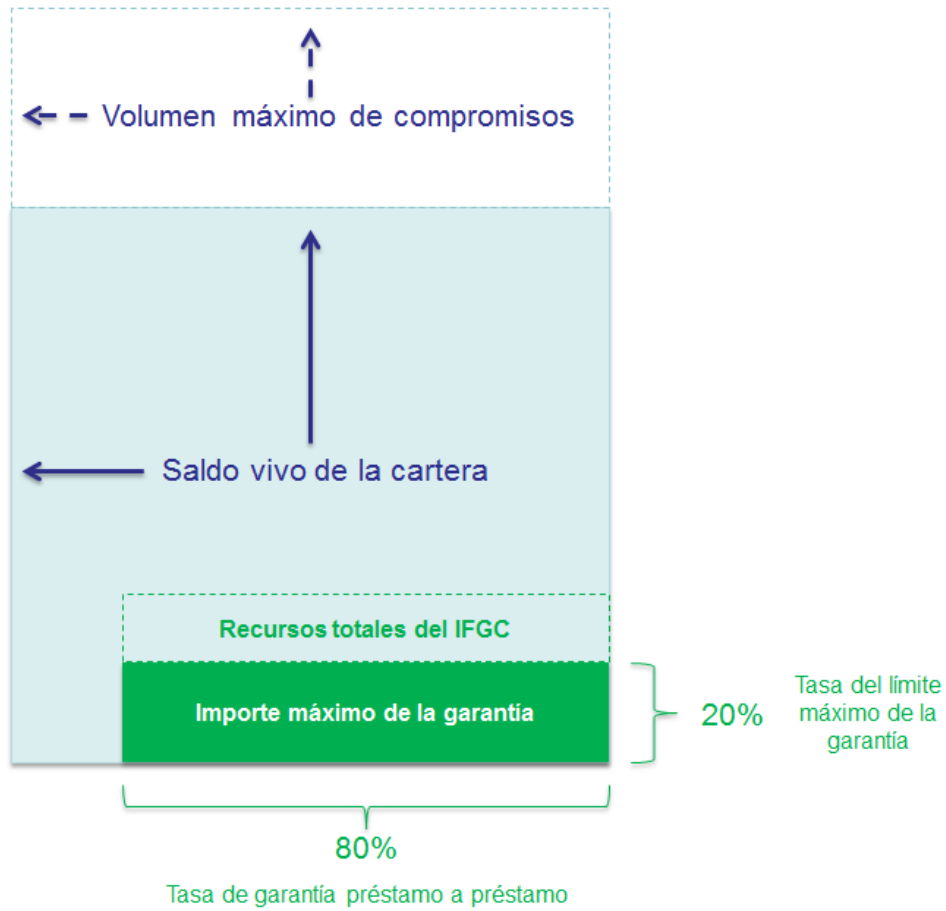 Volumen máximo de compromisos
Saldo vivo de la cartera
Recursos totales del IFGC
Importe máximo de la garantía
20%
Tasa del límite
máximo de la
garantía
80%
Tasa de garantía préstamo a préstamo